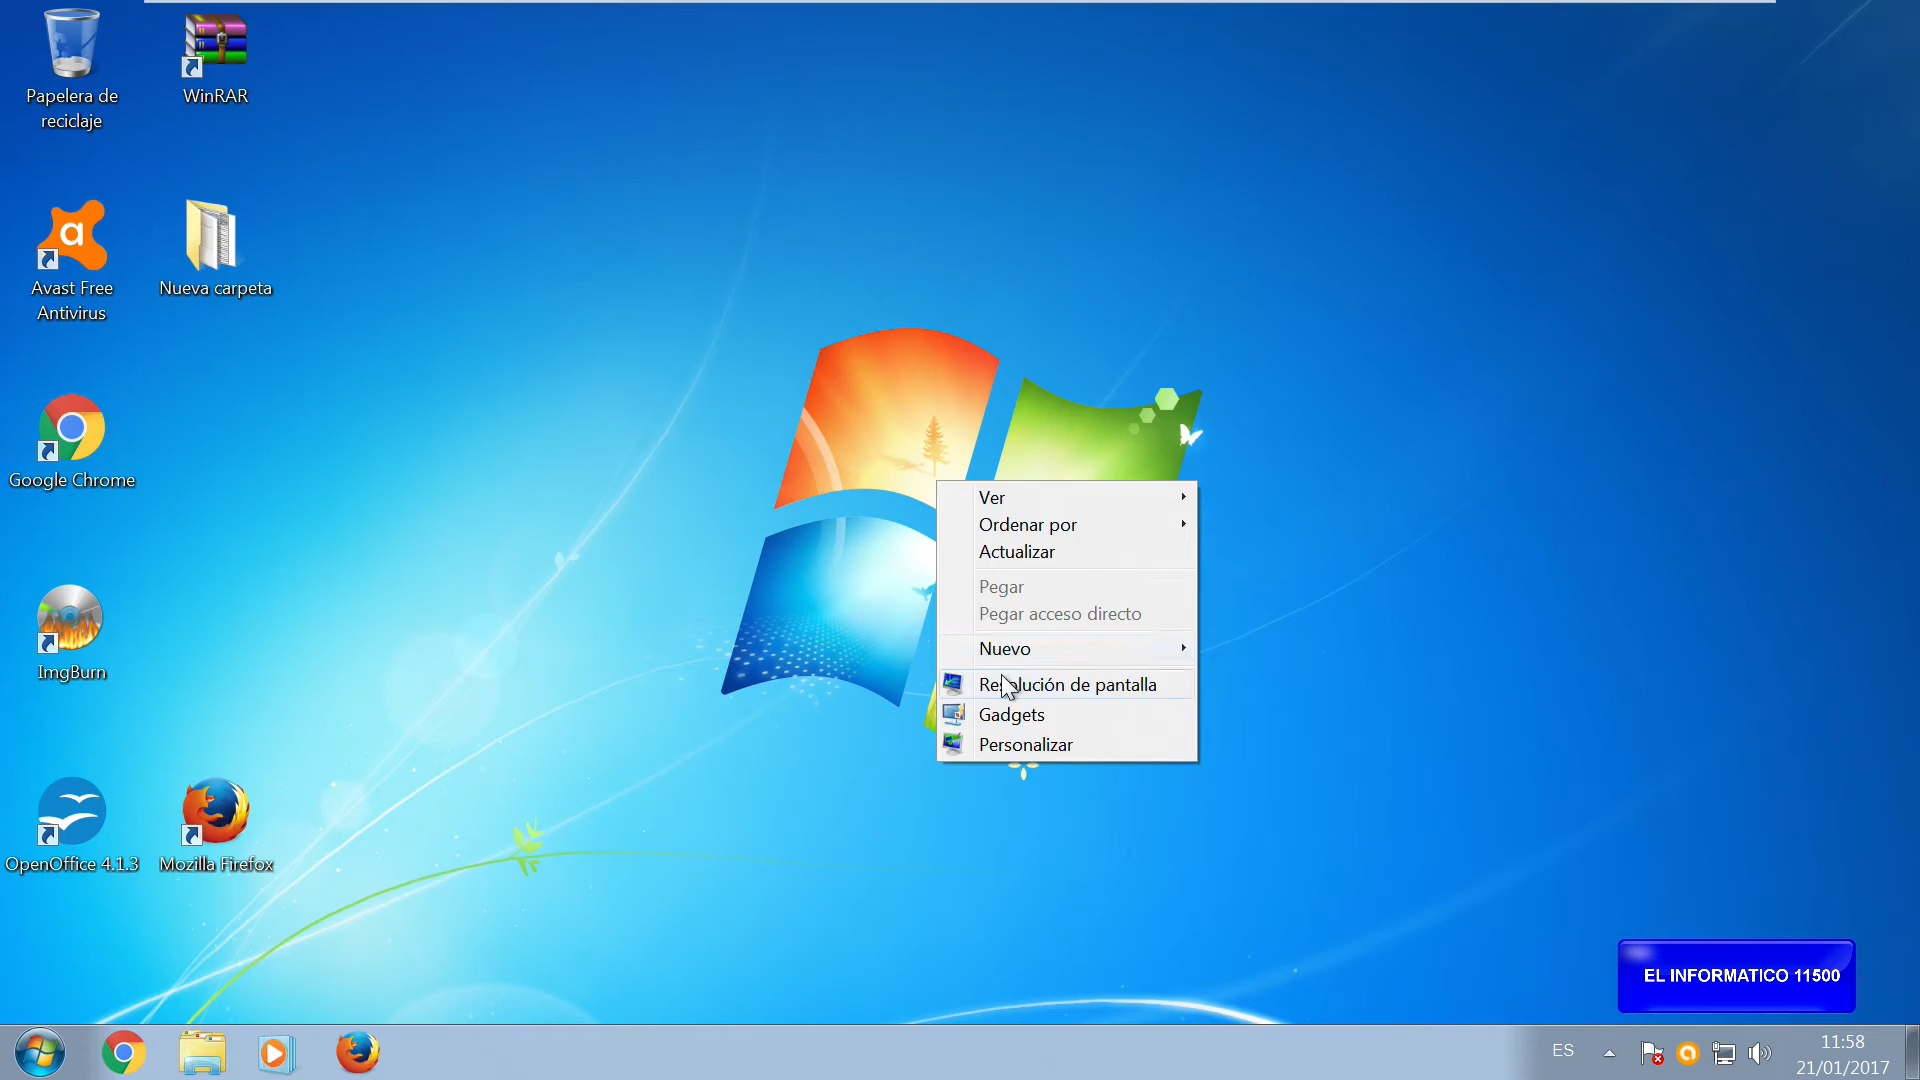 Papelera de
reciclaje
WinRAR
Avast Free
Antivirus
Nueva carpeta
Google Chrome
ImgBurn
OpenOffice 4.1.3
Mozilla Firefox
Ver
Ordenar por
Actualizar
Pegar
Pegar acceso directo
Nuevo
Resolución de pantalla
Gadgets
Personalizar
EL INFORMATICO 11500
ES
11:58
21/01/2017